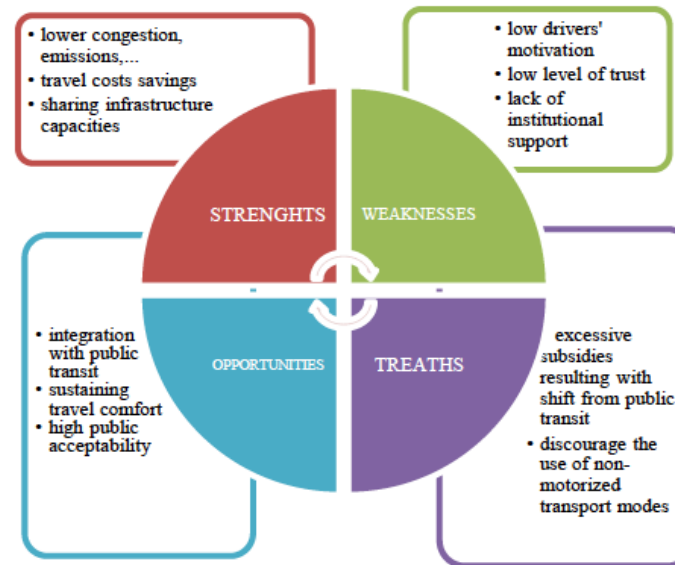 • lower congestion,
emissions,...
• travel costs savings
• sharing infrastructure
capacities
• low drivers'
motivation
• low level of trust
• lack of
institutional
support
STRENGHTS
WEAKNESSES
OPPORTUNITIES
TREATHS
• integration
with public
transit
• sustaining
travel comfort
• high public
acceptability
excessive
subsidies
resulting with
shift from public
transit
• discourage the
use of non-
motorized
transport modes